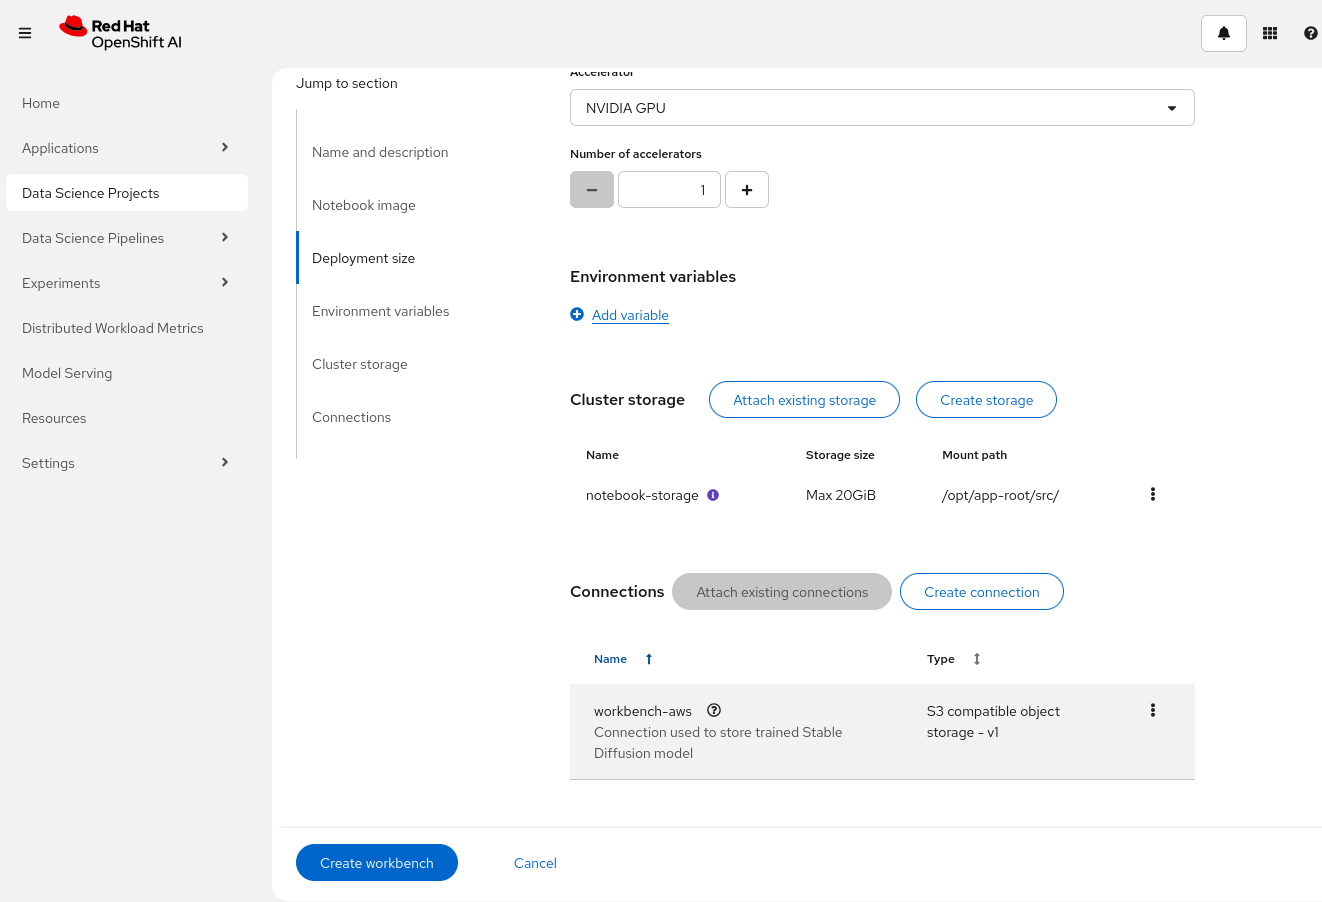 Red Hat
OpenShift AI
Home
Applications
Data Science Projects
Data Science Pipelines
Experiments
Distributed Workload Metrics
Model Serving
Resources
Settings
Jump to section
Name and description
Notebook image
Deployment size
Environment variables
Cluster storage
Connections
Accelerator
NVIDIA GPU
Number of accelerators
1
Environment variables
Add variable
Cluster storage Attach existing storage Create storage
Name Storage size Mount path
notebook-storage Max 20GiB /opt/app-root/src/
Connections Attach existing connections Create connection
Name Type
workbench-aws S3 compatible object
Connection used to store trained Stable storage - v1
Diffusion model
Create workbench Cancel